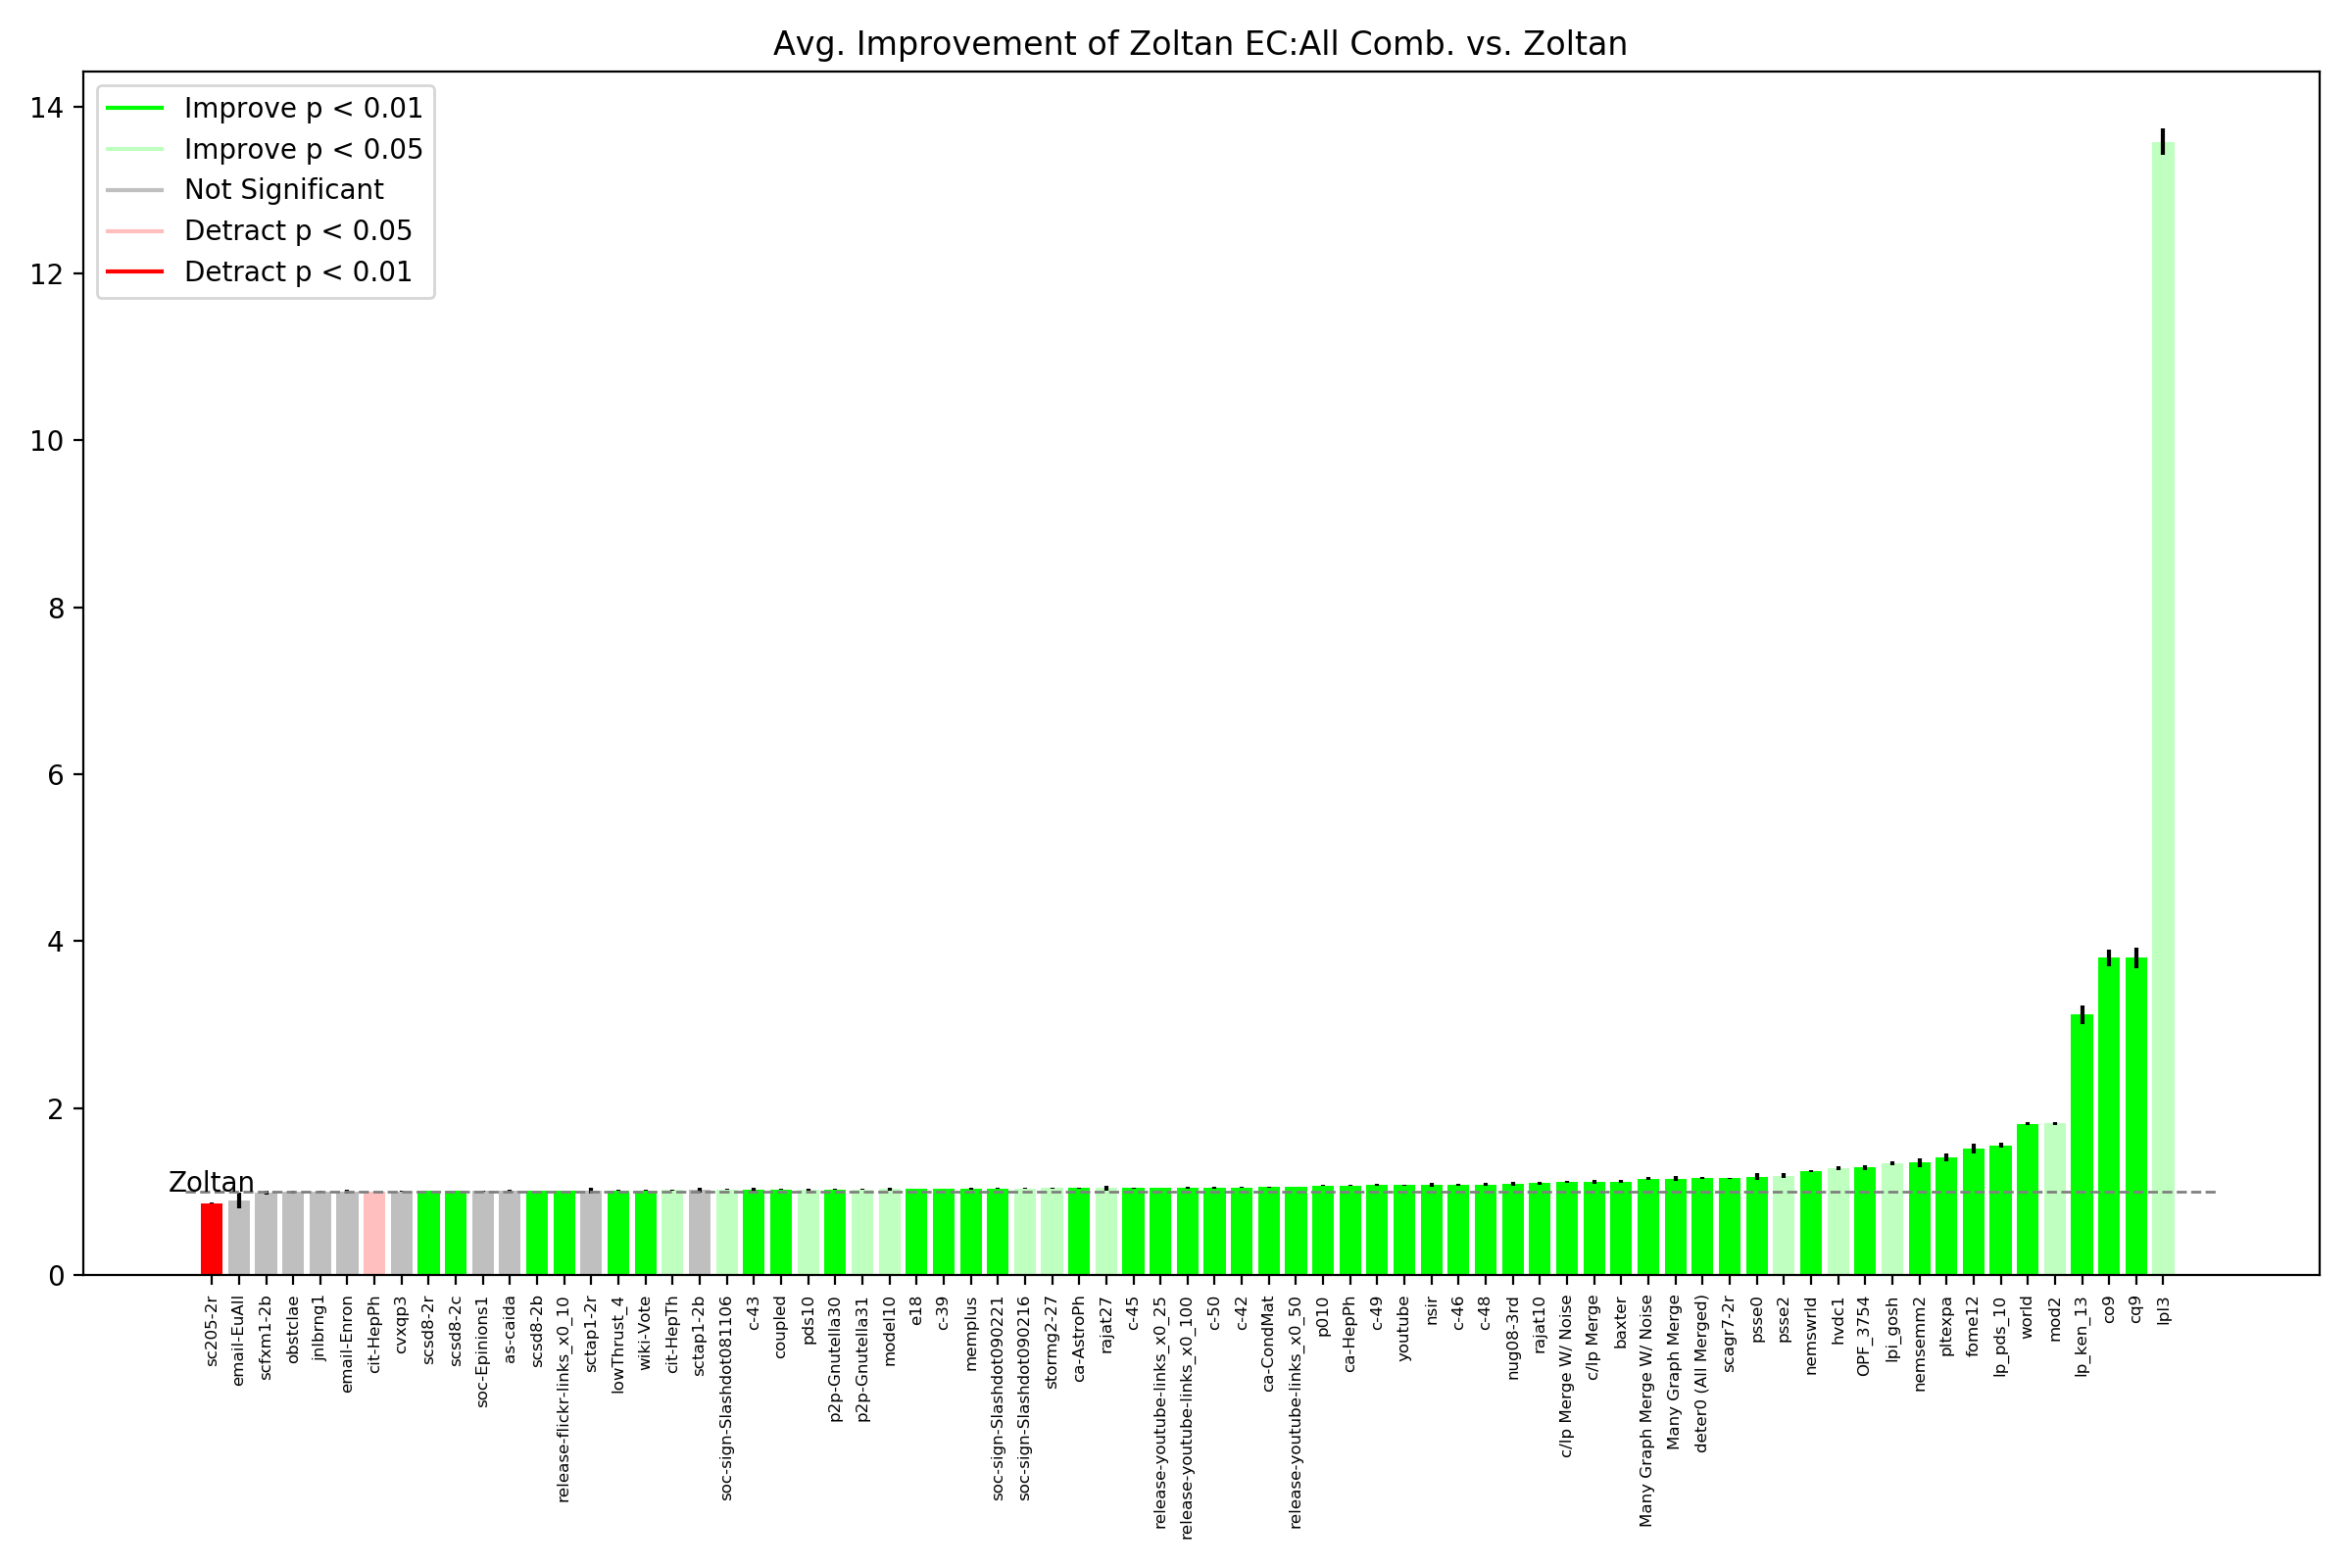 Avg. Improvement of Zoltan EC:All Comb. vs. Zoltan
14
12
10
8
6
4
2
0
Improve p < 0.01
Improve p < 0.05
Not Significant
Detract p < 0.05
Detract p < 0.01
Zoltan
sc205-2r
email-EuAll
scfxm1-2b
obstclae
jnlbrng1
email-Enron
cit-HepPh
cvxqp3
scsd8-2r
scsd8-2c
soc-Epinions1
as-caida
scsd8-2b
release-flickr-links_x0_10
sctap1-2r
lowThrust_4
wiki-Vote
cit-HepTh
sctap1-2b
soc-sign-Slashdot081106
c-43
coupled
pds10
p2p-Gnutella30
p2p-Gnutella31
model10
e18
c-39
memplus
soc-sign-Slashdot090221
soc-sign-Slashdot090216
stormg2-27
ca-AstroPh
rajat27
c-45
release-youtube-links_x0_25
release-youtube-links_x0_100
c-50
c-42
ca-CondMat
release-youtube-links_x0_50
p010
ca-HepPh
c-49
youtube
nsir
c-46
c-48
nug08-3rd
rajat10
c/lp Merge W/ Noise
c/lp Merge
baxter
Many Graph Merge W/ Noise
Many Graph Merge
deter0 (All Merged)
scagr7-2r
psse0
psse2
nemswrld
hvdc1
OPF_3754
lpi_gosh
nemsemm2
pltexpa
fome12
lp_pds_10
world
mod2
lp_ken_13
co9
cq9
lpl3